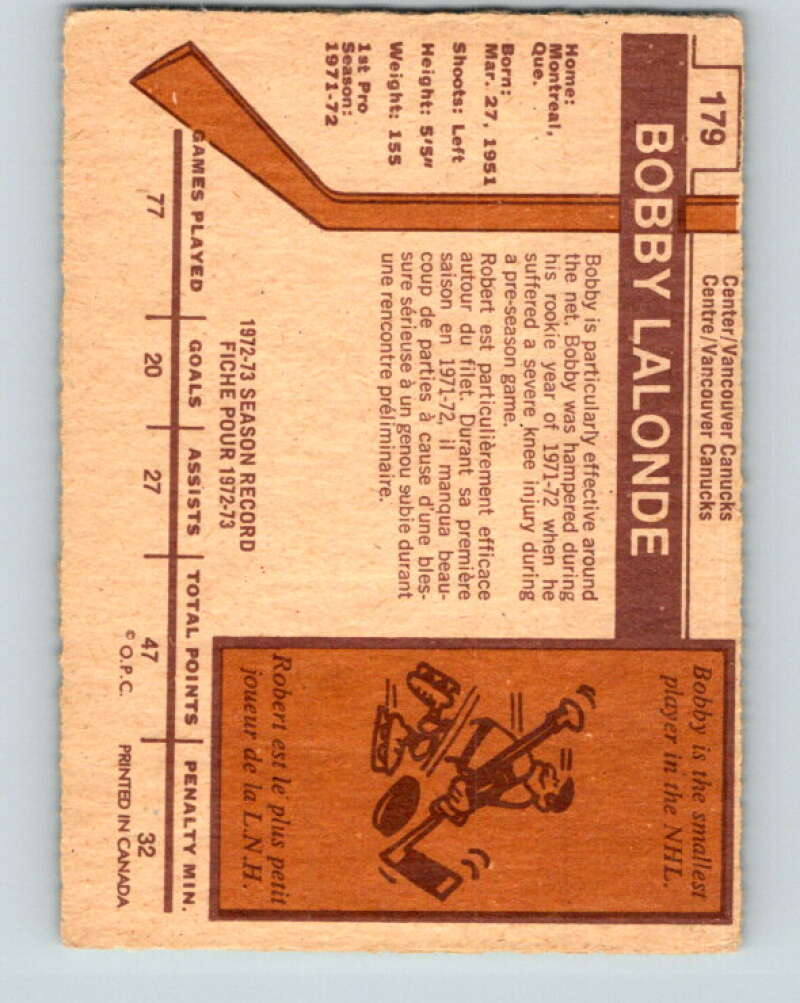 179
Center/Vancouver Canucks
Centre/Vancouver Canucks
BOBBY LALONDE
Home:
Montreal,
Que.
Born:
Mar. 27, 1951
Shoots: Left
Height: 5'5"
Weight: 155
1st Pro
Season:
1971-72
Bobby is particularly effective around
the net. Bobby was hampered during
his rookie year of 1971-72 when he
suffered a severe knee injury during
a pre-season game.
Robert est particulièrement efficace
autour du filet. Durant sa première
saison en 1971-72, il manqua beau-
coup de parties à cause d'une bles-
sure sérieuse à un genou subie durant
une rencontre préliminaire.
Bobby is the smallest
player in the NHL.
Robert est le plus petit
joueur de la L.N.H.
1972-73 SEASON RECORD
FICHE POUR 1972-73
GAMES PLAYED GOALS ASSISTS TOTAL POINTS PENALTY MIN.
77 20 27 47 32
© O.P.C. PRINTED IN CANADA